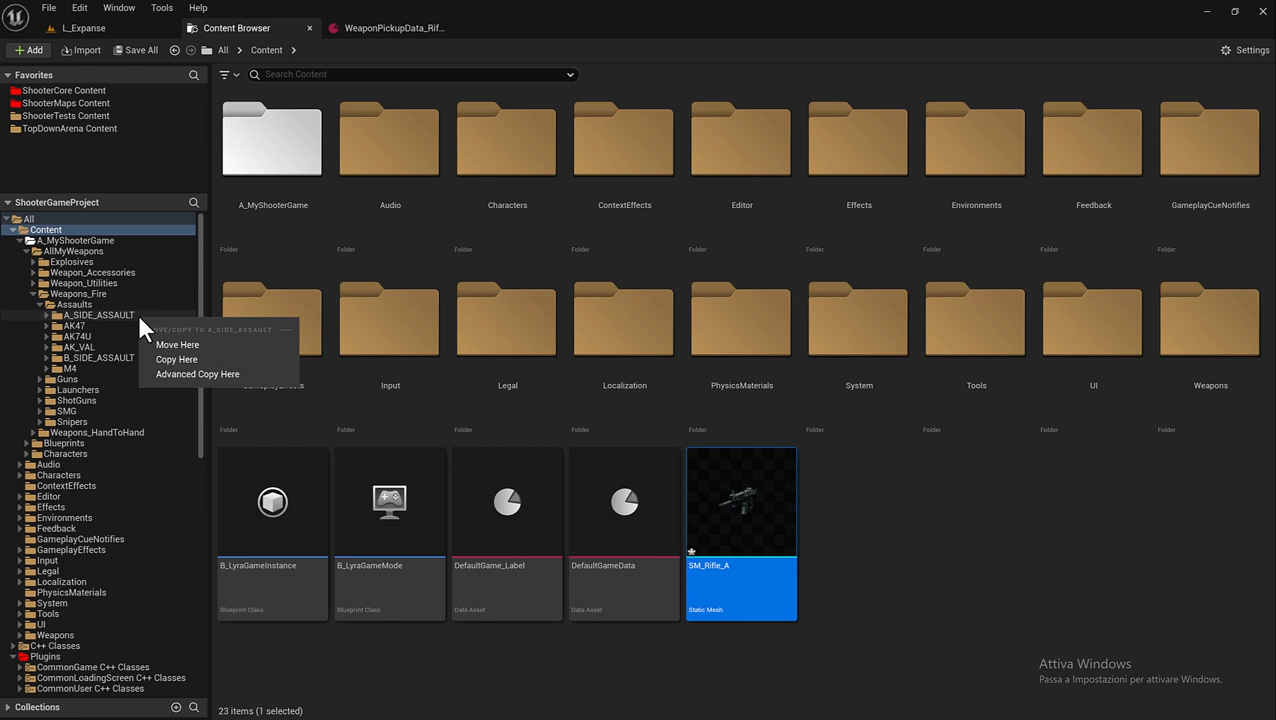 File Edit Window Tools Help
L_Expanse Content Browser WeaponPickupData_Rif...
Add Import Save All All Content Settings
Favorites
ShooterCore Content
ShooterMaps Content
ShooterTests Content
TopDownArena Content
ShooterGameProject
All
Content
A_MyShooterGame
AllMyWeapons
Explosives
Weapon_Accessories
Weapon_Utilities
Weapons_Fire
Assaults
A_SIDE_ASSAULT
AK47
AK74U
AK_VAL
B_SIDE_ASSAULT
M4
Guns
Launchers
ShotGuns
SMG
Snipers
Weapons_HandToHand
Blueprints
Characters
Audio
Characters
ContextEffects
Editor
Effects
Environments
Feedback
GameplayCueNotifies
GameplayEffects
Input
Legal
Localization
PhysicsMaterials
System
Tools
UI
Weapons
C++ Classes
Plugins
CommonGame C++ Classes
CommonLoadingScreen C++ Classes
CommonUser C++ Classes
Collections
OVE/COPY TO A_SIDE_ASSAULT
Move Here
Copy Here
Advanced Copy Here
Search Content
A_MyShooterGame Audio Characters ContextEffects Editor Effects Environments Feedback GameplayCueNotifies
Folder Folder Folder Folder Folder Folder Folder Folder Folder
GameplayEffects Input Legal Localization PhysicsMaterials System Tools UI Weapons
Folder Folder Folder Folder Folder Folder Folder Folder Folder
B_LyraGameInstance B_LyraGameMode DefaultGame_Label DefaultGameData SM_Rifle_A
Blueprint Class Blueprint Class Data Asset Data Asset Static Mesh
23 items (1 selected)
Attiva Windows
Passa a Impostazioni per attivare Windows.